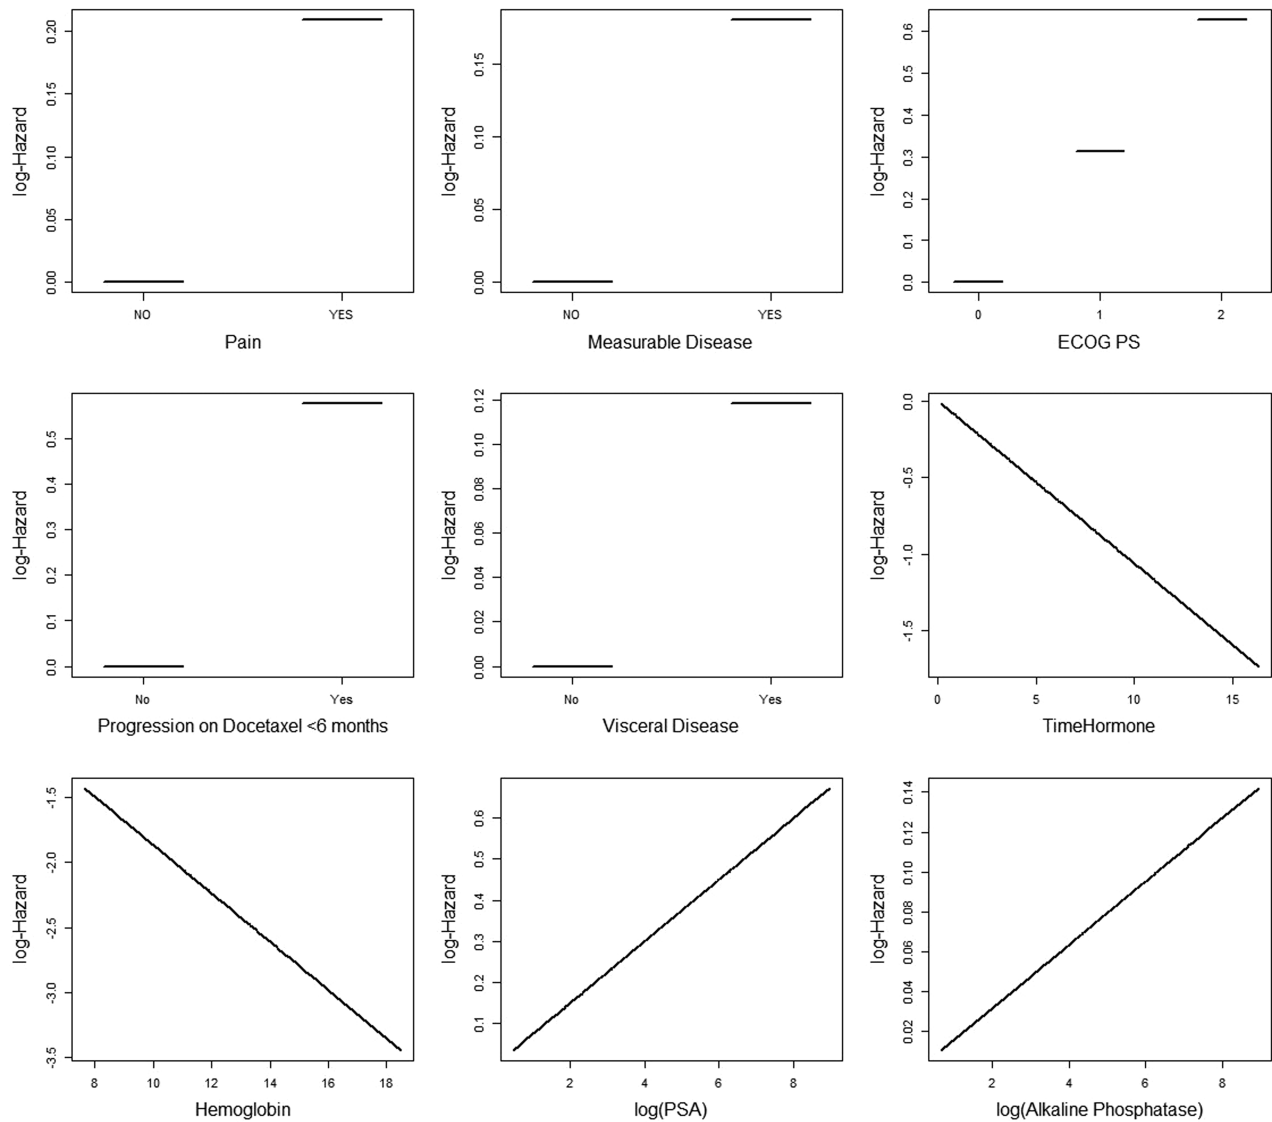 log-Hazard
0.00 0.05 0.10 0.15 0.20
NO YES
Pain
log-Hazard
0.00 0.05 0.10 0.15
NO YES
Measurable Disease
log-Hazard
0.0 0.1 0.2 0.3 0.4 0.5 0.6
0 1 2
ECOG PS
log-Hazard
0.0 0.1 0.2 0.3 0.4 0.5
No Yes
Progression on Docetaxel <6 months
log-Hazard
0.00 0.02 0.04 0.06 0.08 0.10 0.12
No Yes
Visceral Disease
log-Hazard
-1.5 -1.0 -0.5 0.0
0 5 10 15
TimeHormone
log-Hazard
-3.5 -3.0 -2.5 -2.0 -1.5
8 10 12 14 16 18
Hemoglobin
log-Hazard
0.1 0.2 0.3 0.4 0.5 0.6
2 4 6 8
log(PSA)
log-Hazard
0.02 0.04 0.06 0.08 0.10 0.12 0.14
2 4 6 8
log(Alkaline Phosphatase)